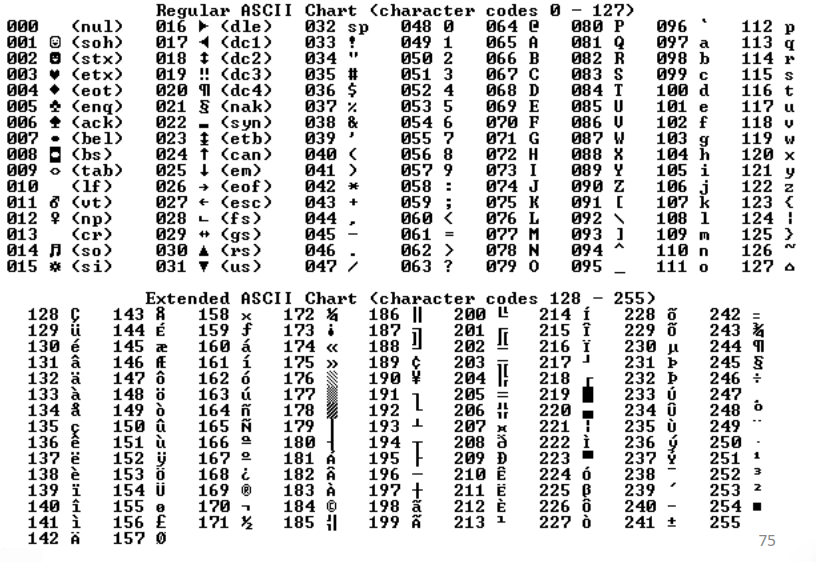 Regular ASCII Chart (character codes 0 - 127)
000 (nul) 016 ► (dle) 032 sp 048 0 064 @ 080 P 096 ` 112 p
001 ☺ (soh) 017 ◄ (dc1) 033 ! 049 1 065 A 081 Q 097 a 113 q
002 ☻ (stx) 018 ↕ (dc2) 034 " 050 2 066 B 082 R 098 b 114 r
003 ♥ (etx) 019 ‼ (dc3) 035 # 051 3 067 C 083 S 099 c 115 s
004 ♦ (eot) 020 ¶ (dc4) 036 $ 052 4 068 D 084 T 100 d 116 t
005 ♣ (enq) 021 § (nak) 037 % 053 5 069 E 085 U 101 e 117 u
006 ♠ (ack) 022 ▬ (syn) 038 & 054 6 070 F 086 V 102 f 118 v
007 • (bel) 023 ↨ (etb) 039 ' 055 7 071 G 087 W 103 g 119 w
008 ◘ (bs) 024 ↑ (can) 040 ( 056 8 072 H 088 X 104 h 120 x
009 ○ (tab) 025 ↓ (em) 041 ) 057 9 073 I 089 Y 105 i 121 y
010 (lf) 026 → (eof) 042 * 058 : 074 J 090 Z 106 j 122 z
011 ♂ (vt) 027 ← (esc) 043 + 059 ; 075 K 091 [ 107 k 123 {
012 ♀ (np) 028 ∟ (fs) 044 , 060 < 076 L 092 \ 108 l 124 ¦
013 (cr) 029 ↔ (gs) 045 - 061 = 077 M 093 ] 109 m 125 }
014 ♫ (so) 030 ▲ (rs) 046 . 062 > 078 N 094 ^ 110 n 126 ~
015 ☼ (si) 031 ▼ (us) 047 / 063 ? 079 O 095 _ 111 o 127 ⌂
Extended ASCII Chart (character codes 128 - 255)
128 Ç 143 Å 158 × 172 ¼ 186 ║ 200 ╚ 214 Í 228 õ 242 =
129 ü 144 É 159 ƒ 173 ¡ 187 ╗ 201 ╔ 215 Î 229 Õ 243 ¾
130 é 145 æ 160 á 174 « 188 ╝ 202 ╩ 216 Ï 230 µ 244 ¶
131 â 146 Æ 161 í 175 » 189 ¢ 203 ╦ 217 ┘ 231 þ 245 §
132 ä 147 ô 162 ó 176 ░ 190 ¥ 204 ╠ 218 ┌ 232 Þ 246 ÷
133 à 148 ö 163 ú 177 ▒ 191 ┐ 205 = 219 █ 233 Ú 247 ¸
134 å 149 ò 164 ñ 178 ▓ 192 └ 206 ╬ 220 ▄ 234 Û 248 °
135 ç 150 û 165 Ñ 179 │ 193 ┴ 207 ¤ 221 ¦ 235 Ù 249 ¨
136 ê 151 ù 166 ª 180 ┤ 194 ┬ 208 ð 222 Ì 236 ý 250 ·
137 ë 152 ÿ 167 º 181 Á 195 ├ 209 Ð 223 ▀ 237 Ý 251 ¹
138 è 153 Ö 168 ¿ 182 Â 196 ─ 210 Ê 224 Ó 238 ¯ 252 ³
139 ï 154 Ü 169 ® 183 À 197 ┼ 211 Ë 225 ß 239 ´ 253 ²
140 î 155 ø 170 ¬ 184 © 198 ã 212 È 226 Ô 240 - 254 ■
141 ì 156 £ 171 ½ 185 ╣ 199 Ã 213 ı 227 Ò 241 ± 255
142 Ä 157 Ø
75